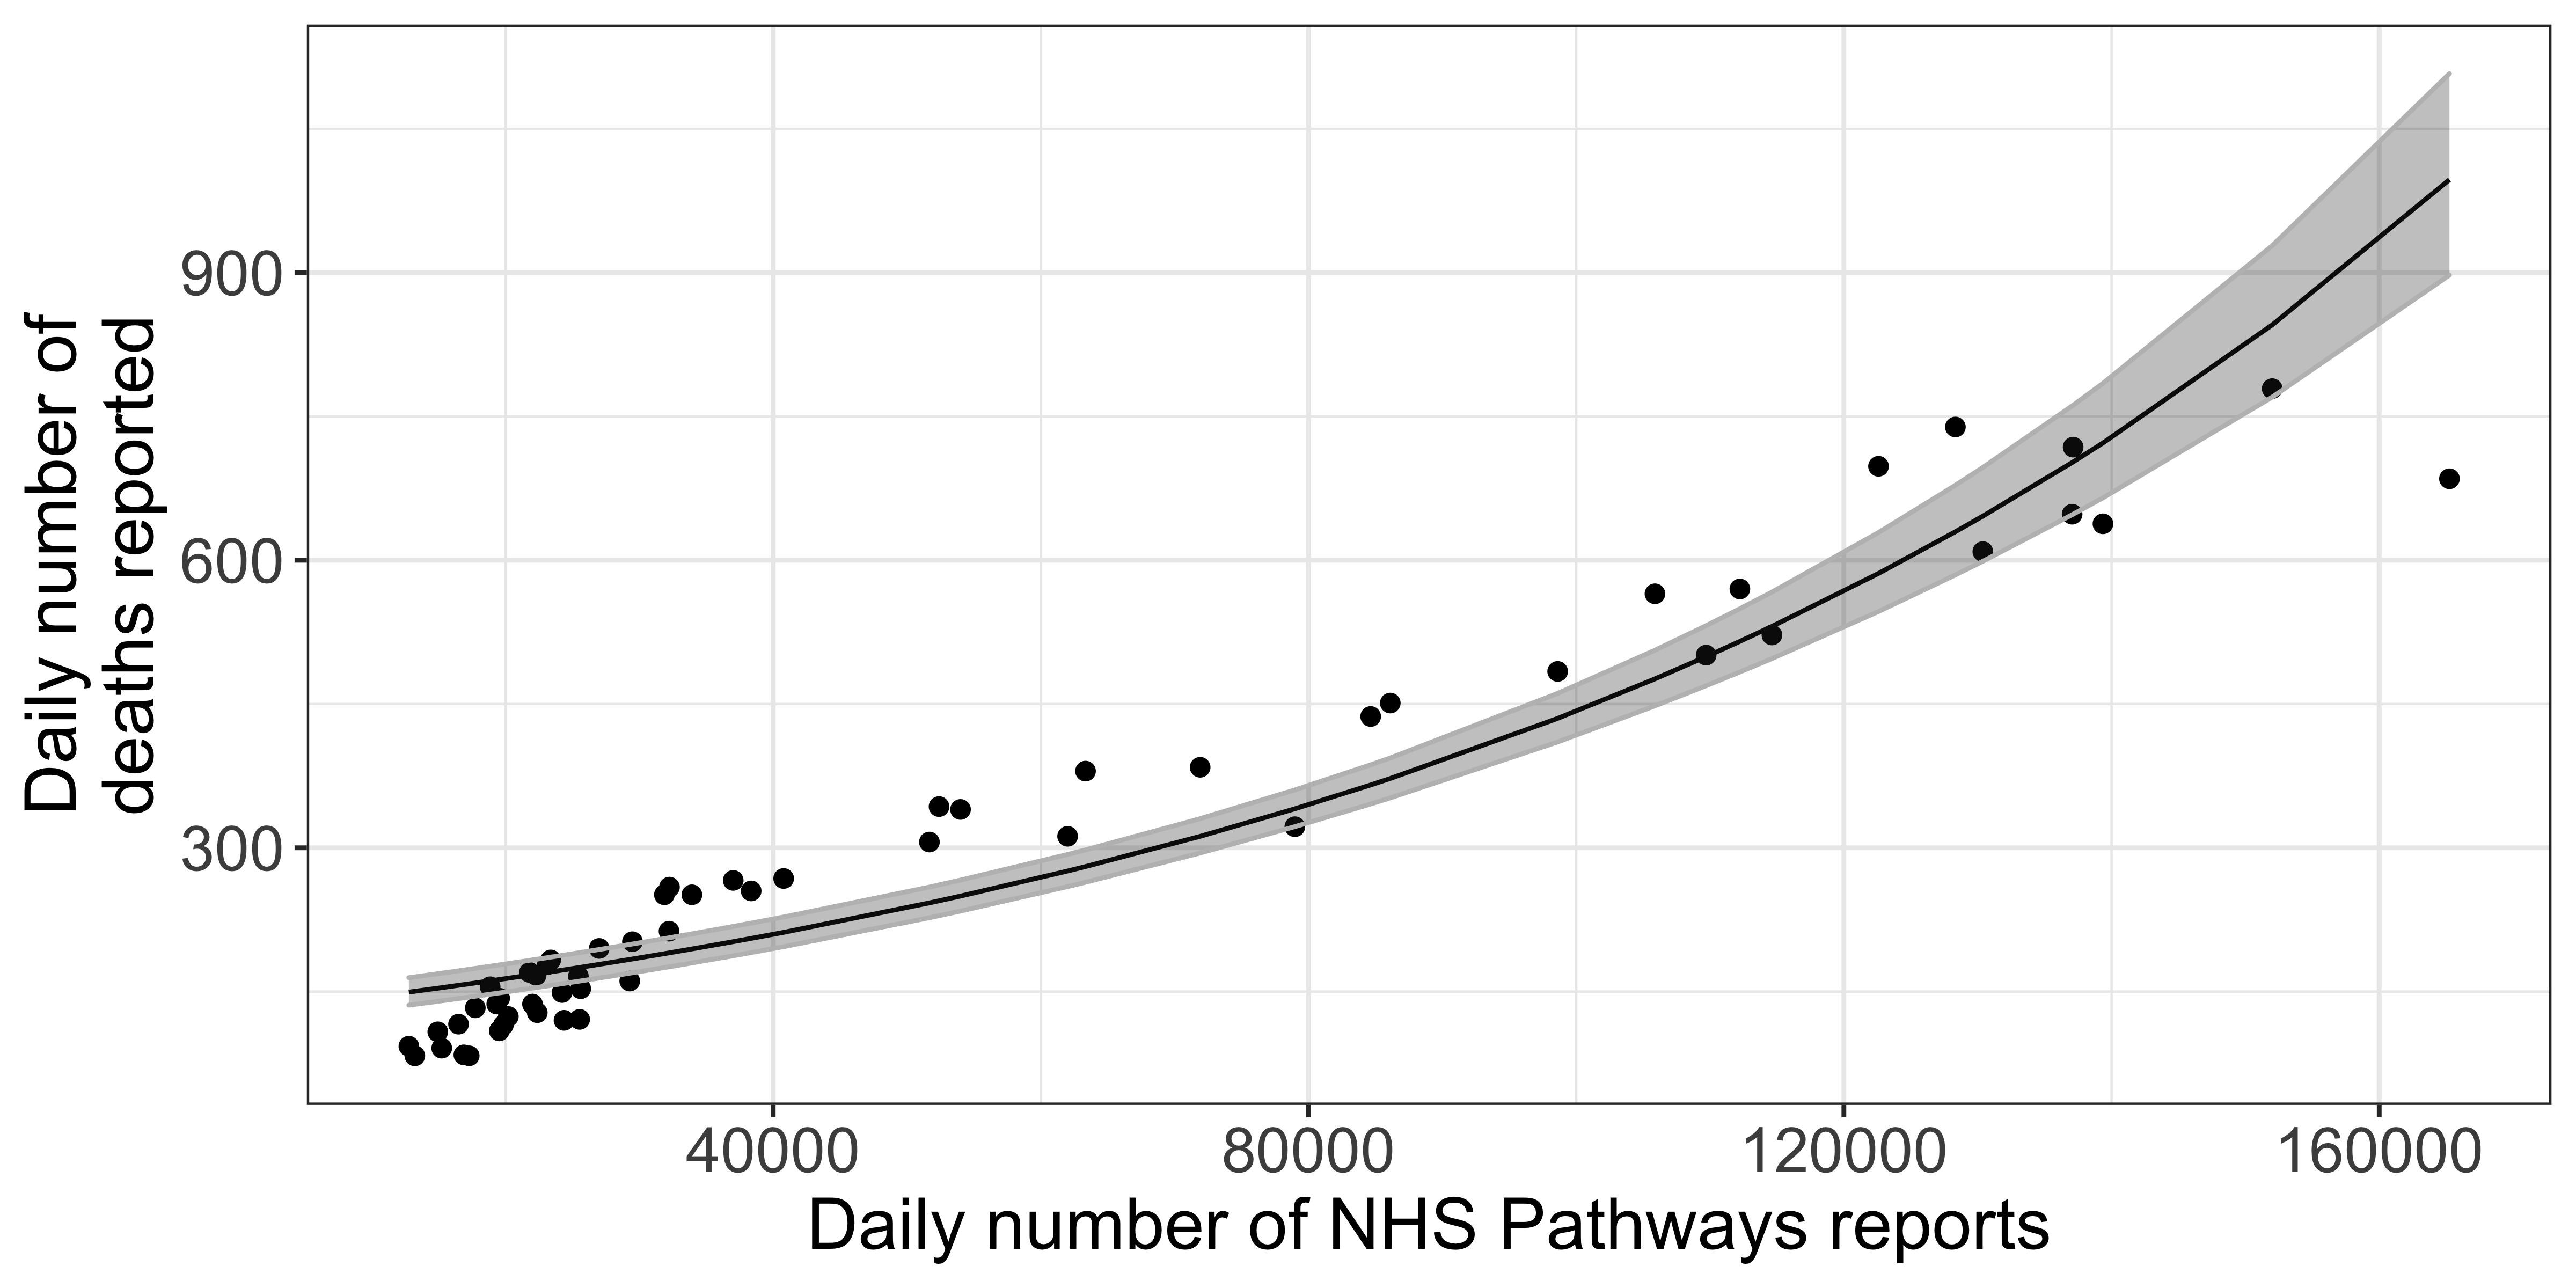 Daily number of
deaths reported
900
600
300
40000
80000
120000
160000
Daily number of NHS Pathways reports